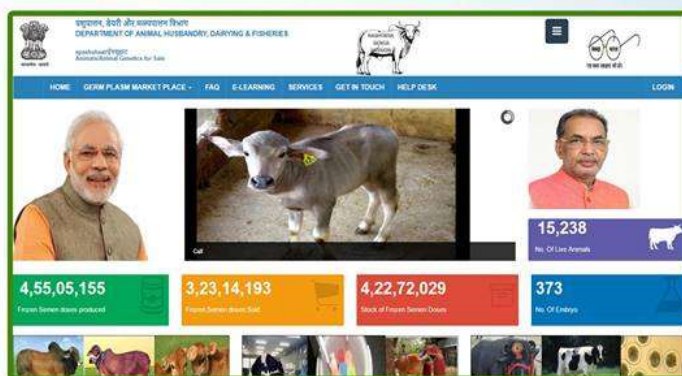 पशुपालन, डेयरी और मत्स्यपालन विभाग
DEPARTMENT OF ANIMAL HUSBANDRY, DAIRYING & FISHERIES
Animals/Animal Genetics for Sale
HOME GERM PLASM MARKET PLACE FAQ E-LEARNING SERVICES GET IN TOUCH HELP DESK LOGIN
Calf
15,238
No. Of Live Animals
4,55,05,155
Frozen Semen doses produced
3,23,14,193
Frozen Semen doses Sold
4,22,72,029
Stock of Frozen Semen Doses
373
No. Of Embryo